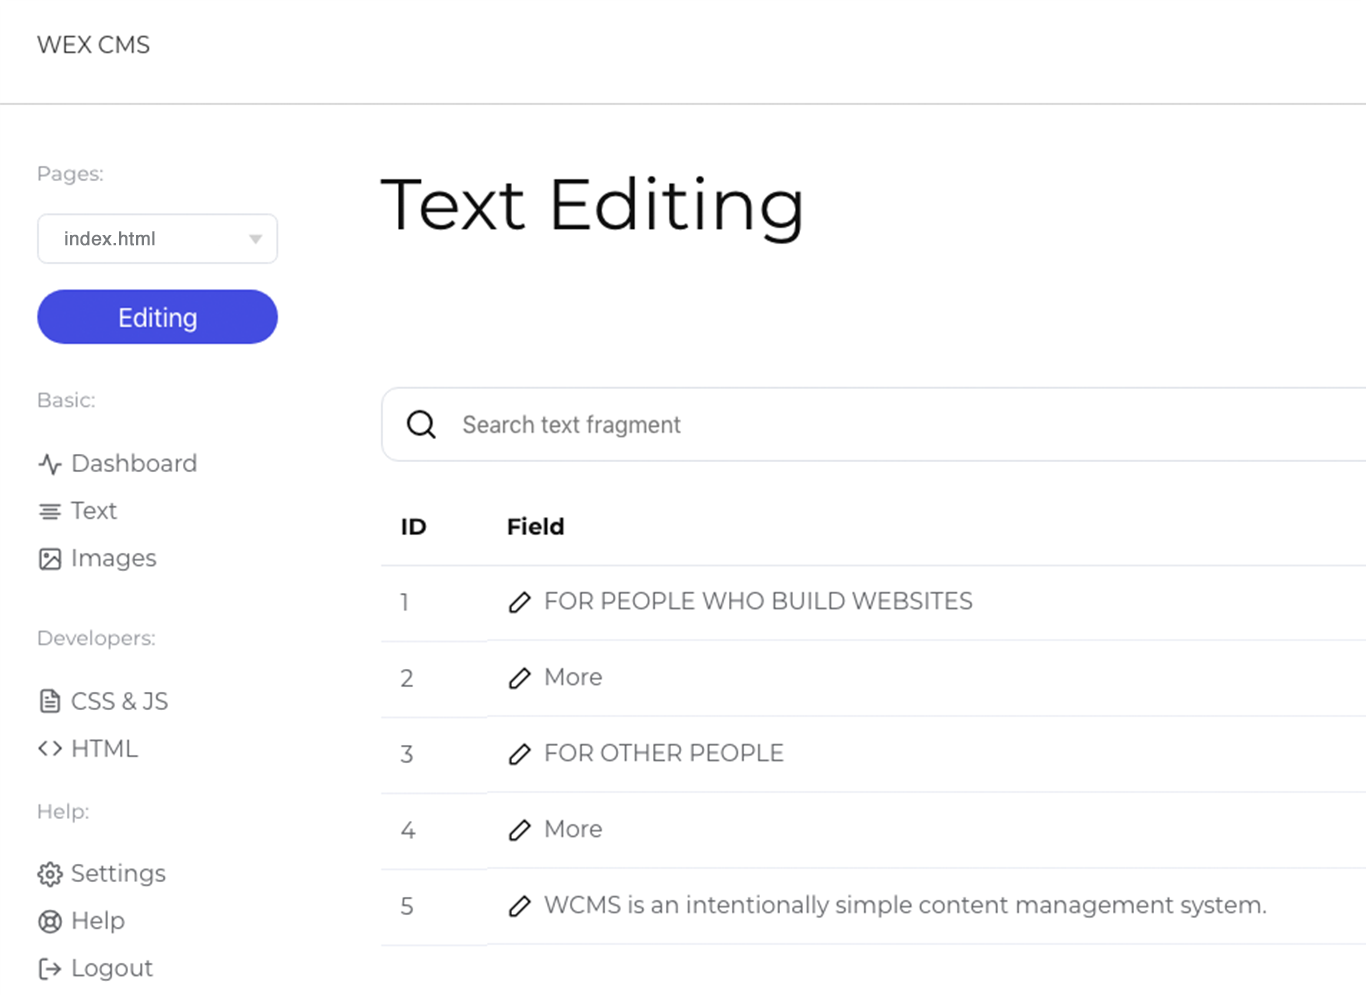 WEX CMS
Pages:
index.html
Editing
Basic:
Dashboard
Text
Images
Developers:
CSS & JS
HTML
Help:
Settings
Help
Logout
Text Editing
Search text fragment
ID Field
1 FOR PEOPLE WHO BUILD WEBSITES
2 More
3 FOR OTHER PEOPLE
4 More
5 WCMS is an intentionally simple content management system.